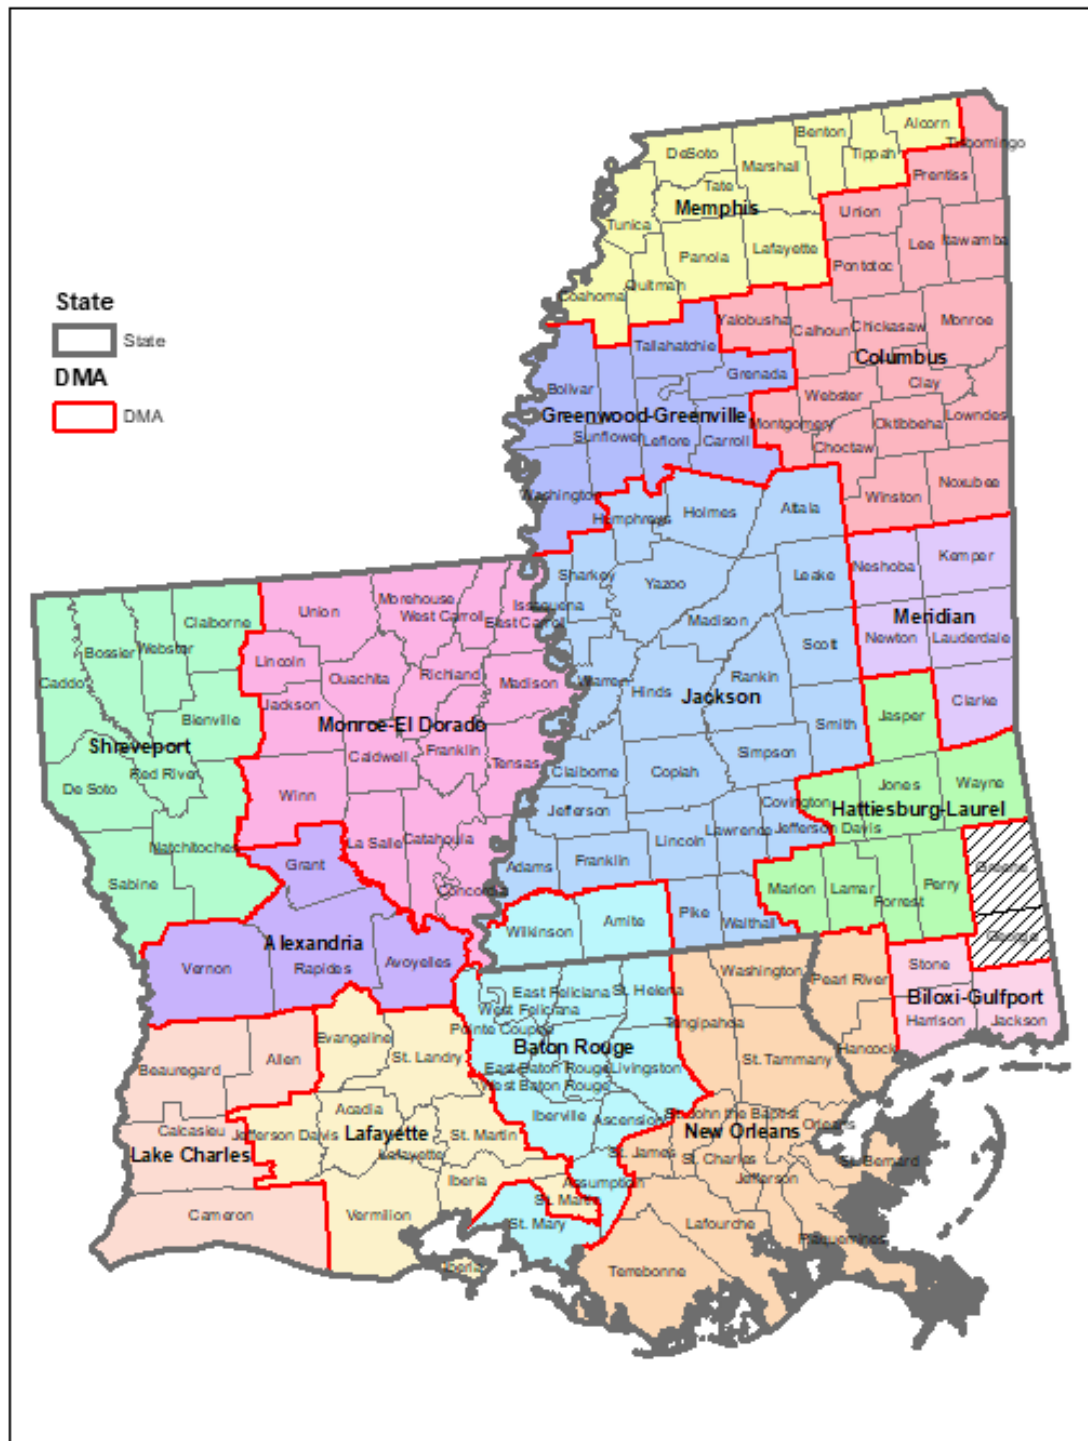 State
State
DMA
DMA
Benton
Alcorn
DeSoto
Marshall
Tippah
Tishomingo
Tate
Prentiss
Memphis
Tunica
Union
Lee
Itawamba
Panola
Lafayette
Pontotoc
Quitman
Coahoma
Yalobusha
Calhoun
Chickasaw
Monroe
Tallahatchie
Columbus
Grenada
Clay
Bolivar
Webster
Greenwood-Greenville
Montgomery
Oktibbeha
Lowndes
Sunflower
Leflore
Carroll
Choctaw
Washington
Winston
Noxubee
Humphreys
Holmes
Attala
Neshoba
Kemper
Sharkey
Yazoo
Leake
Issaquena
Madison
Meridian
Newton
Lauderdale
Scott
Warren
Hinds
Jackson
Rankin
Clarke
Smith
Jasper
Simpson
Claiborne
Copiah
Covington
Jones
Wayne
Hattiesburg-Laurel
Jefferson
Lawrence
Jefferson Davis
Lincoln
Adams
Franklin
Marion
Lamar
Forrest
Perry
Greene
Wilkinson
Amite
Pike
Walthall
George
Claiborne
Union
Morehouse
West Carroll
East Carroll
Bossier
Webster
Lincoln
Ouachita
Richland
Madison
Caddo
Jackson
Bienville
Monroe-El Dorado
Shreveport
Caldwell
Franklin
Tensas
De Soto
Red River
Winn
Natchitoches
La Salle
Catahoula
Grant
Sabine
Concordia
Alexandria
Vernon
Rapides
Avoyelles
Washington
Pearl River
Stone
East Feliciana
St. Helena
Biloxi-Gulfport
West Feliciana
Harrison
Jackson
Pointe Coupee
Tangipahoa
Evangeline
Baton Rouge
Hancock
St. Landry
St. Tammany
Allen
Beauregard
East Baton Rouge
Livingston
West Baton Rouge
Acadia
Iberville
Ascension
St. John the Baptist
Orleans
Calcasieu
Jefferson Davis
Lafayette
St. Martin
New Orleans
Lake Charles
Lafayette
St. James
St. Charles
St. Bernard
Iberia
Assumption
Jefferson
St. Martin
Cameron
Vermilion
St. Mary
Lafourche
Plaquemines
Iberia
Terrebonne